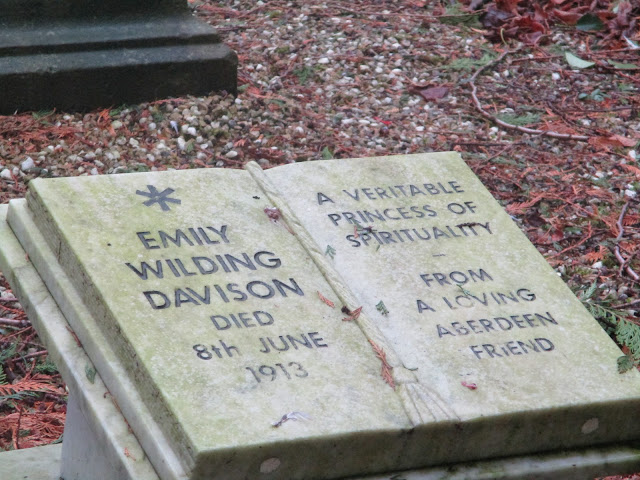 EMILY
WILDING
DAVISON
DIED
8th JUNE
1913
A VERITABLE
PRINCESS OF
SPIRITUALITY
–
FROM
A LOVING
ABERDEEN
FRIEND